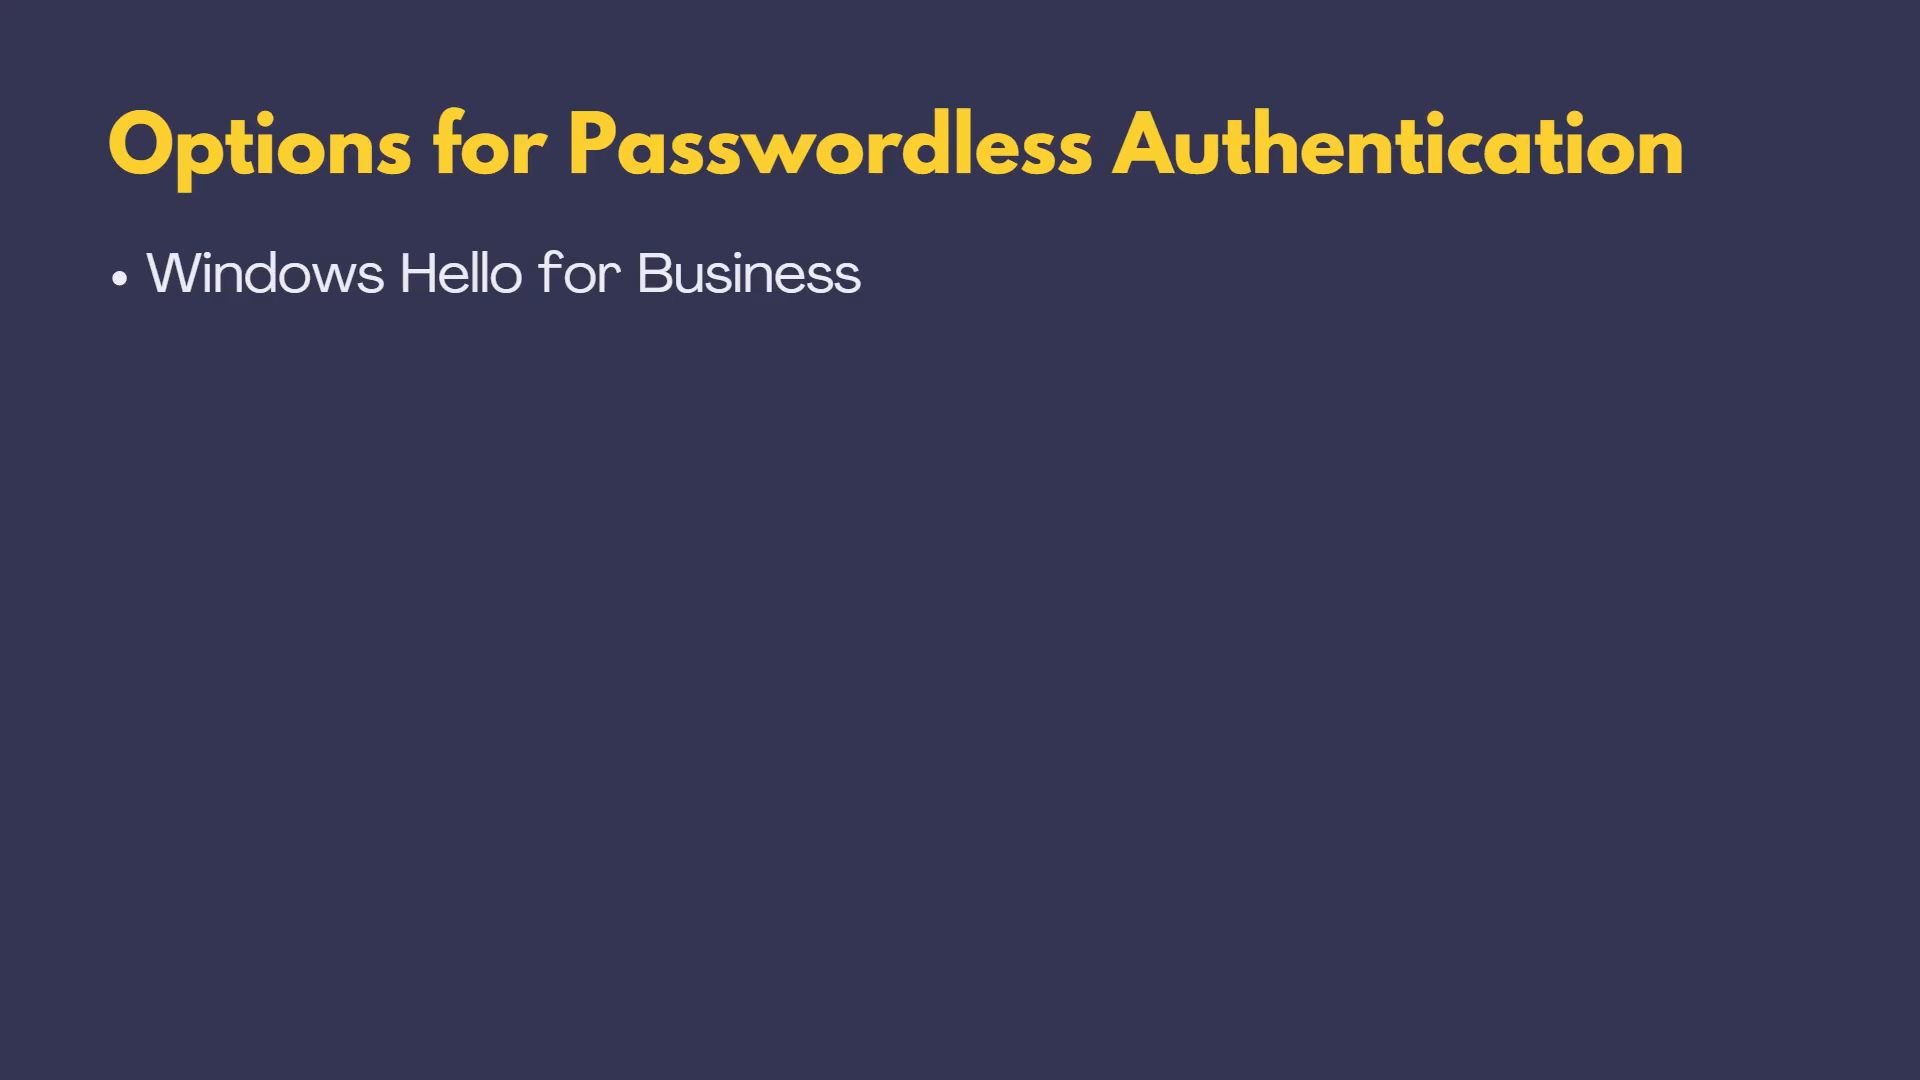 Options for Passwordless Authentication
• Windows Hello for Business